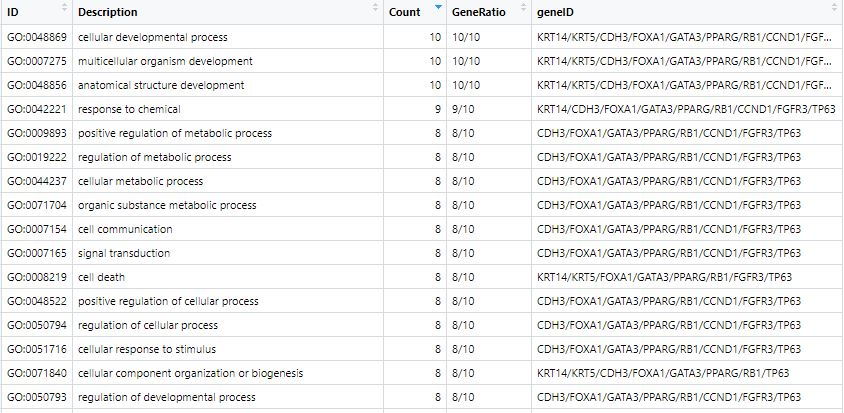 ID Description Count GeneRatio geneID
GO:0048869 cellular developmental process 10 10/10 KRT14/KRT5/CDH3/FOXA1/GATA3/PPARG/RB1/CCND1/FGF...
GO:0007275 multicellular organism development 10 10/10 KRT14/KRT5/CDH3/FOXA1/GATA3/PPARG/RB1/CCND1/FGF...
GO:0048856 anatomical structure development 10 10/10 KRT14/KRT5/CDH3/FOXA1/GATA3/PPARG/RB1/CCND1/FGF...
GO:0042221 response to chemical 9 9/10 KRT14/CDH3/FOXA1/GATA3/PPARG/RB1/CCND1/FGFR3/TP63
GO:0009893 positive regulation of metabolic process 8 8/10 CDH3/FOXA1/GATA3/PPARG/RB1/CCND1/FGFR3/TP63
GO:0019222 regulation of metabolic process 8 8/10 CDH3/FOXA1/GATA3/PPARG/RB1/CCND1/FGFR3/TP63
GO:0044237 cellular metabolic process 8 8/10 CDH3/FOXA1/GATA3/PPARG/RB1/CCND1/FGFR3/TP63
GO:0071704 organic substance metabolic process 8 8/10 CDH3/FOXA1/GATA3/PPARG/RB1/CCND1/FGFR3/TP63
GO:0007154 cell communication 8 8/10 CDH3/FOXA1/GATA3/PPARG/RB1/CCND1/FGFR3/TP63
GO:0007165 signal transduction 8 8/10 CDH3/FOXA1/GATA3/PPARG/RB1/CCND1/FGFR3/TP63
GO:0008219 cell death 8 8/10 KRT14/KRT5/FOXA1/GATA3/PPARG/RB1/FGFR3/TP63
GO:0048522 positive regulation of cellular process 8 8/10 CDH3/FOXA1/GATA3/PPARG/RB1/CCND1/FGFR3/TP63
GO:0050794 regulation of cellular process 8 8/10 CDH3/FOXA1/GATA3/PPARG/RB1/CCND1/FGFR3/TP63
GO:0051716 cellular response to stimulus 8 8/10 CDH3/FOXA1/GATA3/PPARG/RB1/CCND1/FGFR3/TP63
GO:0071840 cellular component organization or biogenesis 8 8/10 KRT14/KRT5/CDH3/FOXA1/GATA3/PPARG/RB1/TP63
GO:0050793 regulation of developmental process 8 8/10 CDH3/FOXA1/GATA3/PPARG/RB1/CCND1/FGFR3/TP63